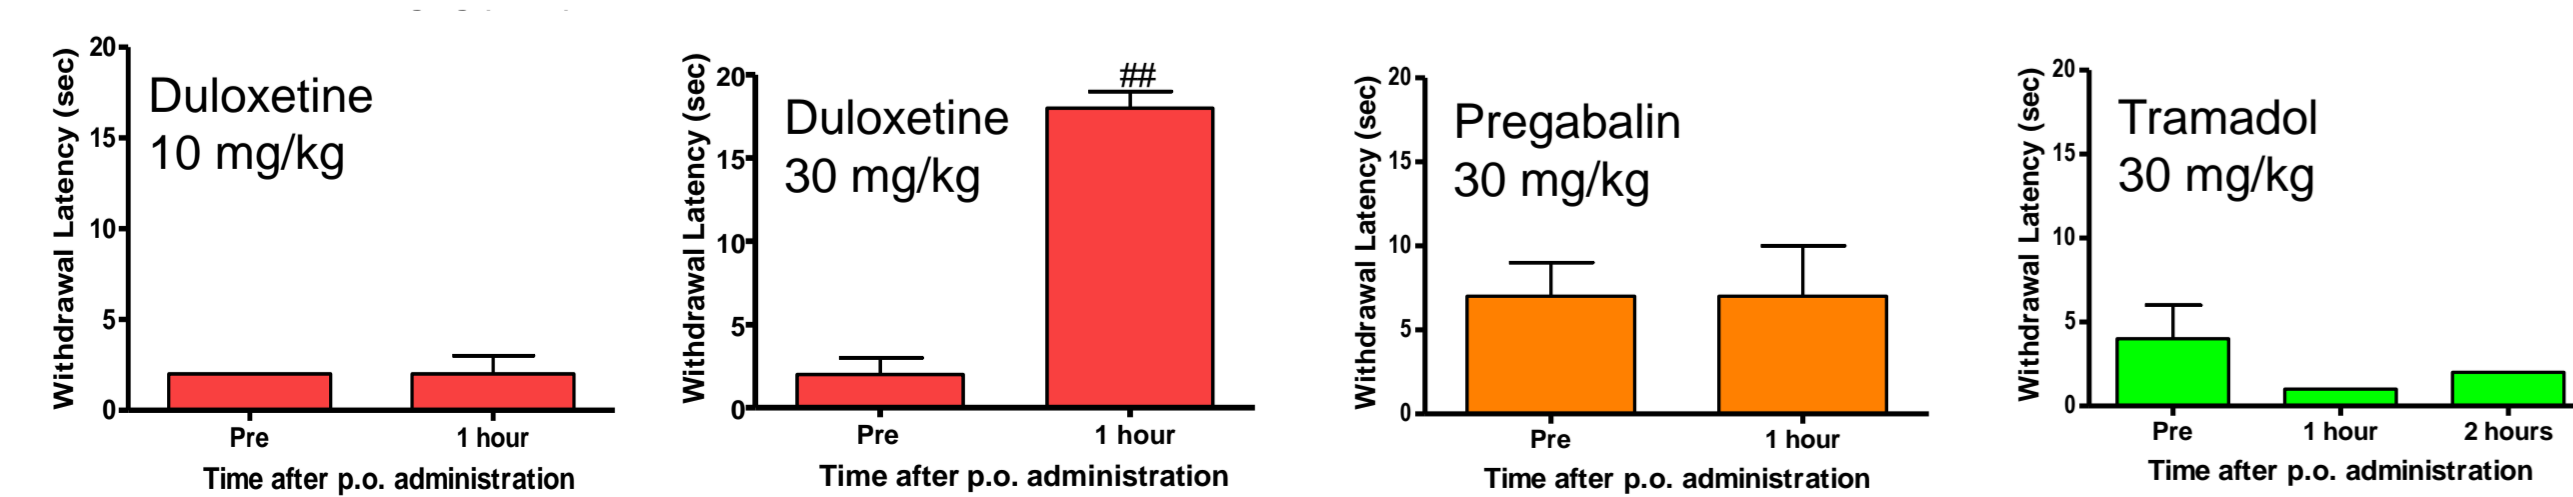 Withdrawal Latency (sec)
20
15
10
5
0
Duloxetine
10 mg/kg
Pre
1 hour
Time after p.o. administration
Withdrawal Latency (sec)
20
15
10
5
0
Duloxetine
30 mg/kg
##
Pre
1 hour
Time after p.o. administration
Withdrawal Latency (sec)
20
15
10
5
0
Pregabalin
30 mg/kg
Pre
1 hour
Time after p.o. administration
Withdrawal Latency (sec)
20
15
10
5
0
Tramadol
30 mg/kg
Pre
1 hour
2 hours
Time after p.o. administration